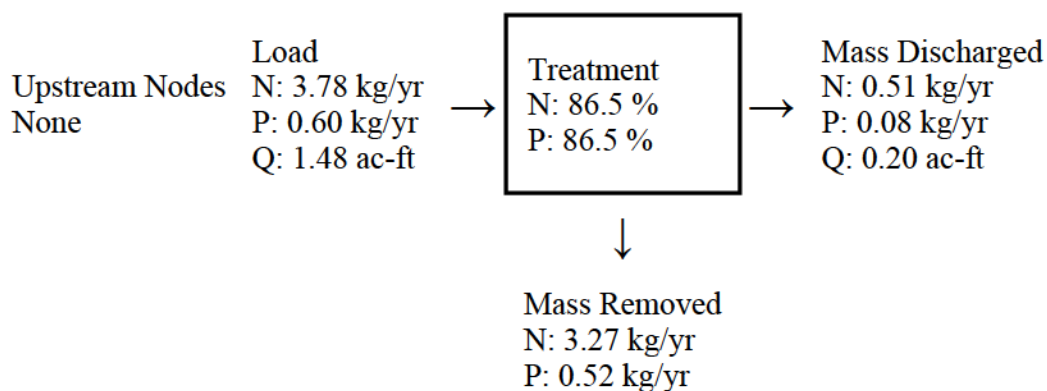 Upstream Nodes
None
Load
N: 3.78 kg/yr
P: 0.60 kg/yr
Q: 1.48 ac-ft
→
Treatment
N: 86.5 %
P: 86.5 %
→
Mass Discharged
N: 0.51 kg/yr
P: 0.08 kg/yr
Q: 0.20 ac-ft
↓
Mass Removed
N: 3.27 kg/yr
P: 0.52 kg/yr